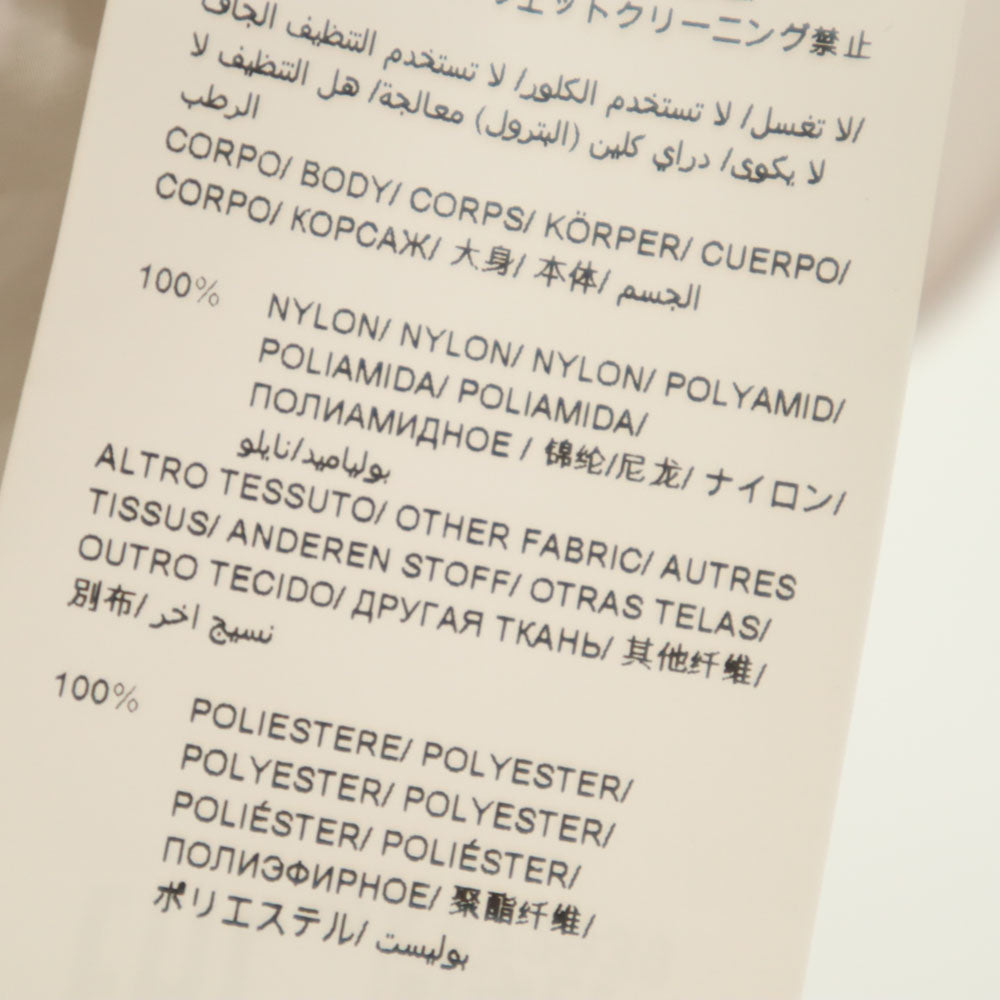 ウェットクリーニング禁止
/لا تغسل/ لا تستخدم الكلور/ لا تستخدم التنظيف الجاف
لا يكوى/ دراي كلين (البترول) معالجة/ هل التنظيف لا
الرطب
CORPO/ BODY/ CORPS/ KÖRPER/ CUERPO/
CORPO/ КОРСАЖ/ 大身/ 本体/ الجسم
100% NYLON/ NYLON/ NYLON/ POLYAMID/
POLIAMIDA/ POLIAMIDA/
ПОЛИАМИДНОЕ / 锦纶/尼龙/ ナイロン/
بولياميد/نايلو
ALTRO TESSUTO/ OTHER FABRIC/ AUTRES
TISSUS/ ANDEREN STOFF/ OTRAS TELAS/
OUTRO TECIDO/ ДРУГАЯ ТКАНЬ/ 其他纤维/
別布/ نسيج اخر
100% POLIESTERE/ POLYESTER/
POLYESTER/ POLYESTER/
POLIÉSTER/ POLIÉSTER/
ПОЛИЭФИРНОЕ/ 聚酯纤维/
ポリエステル/ بوليست